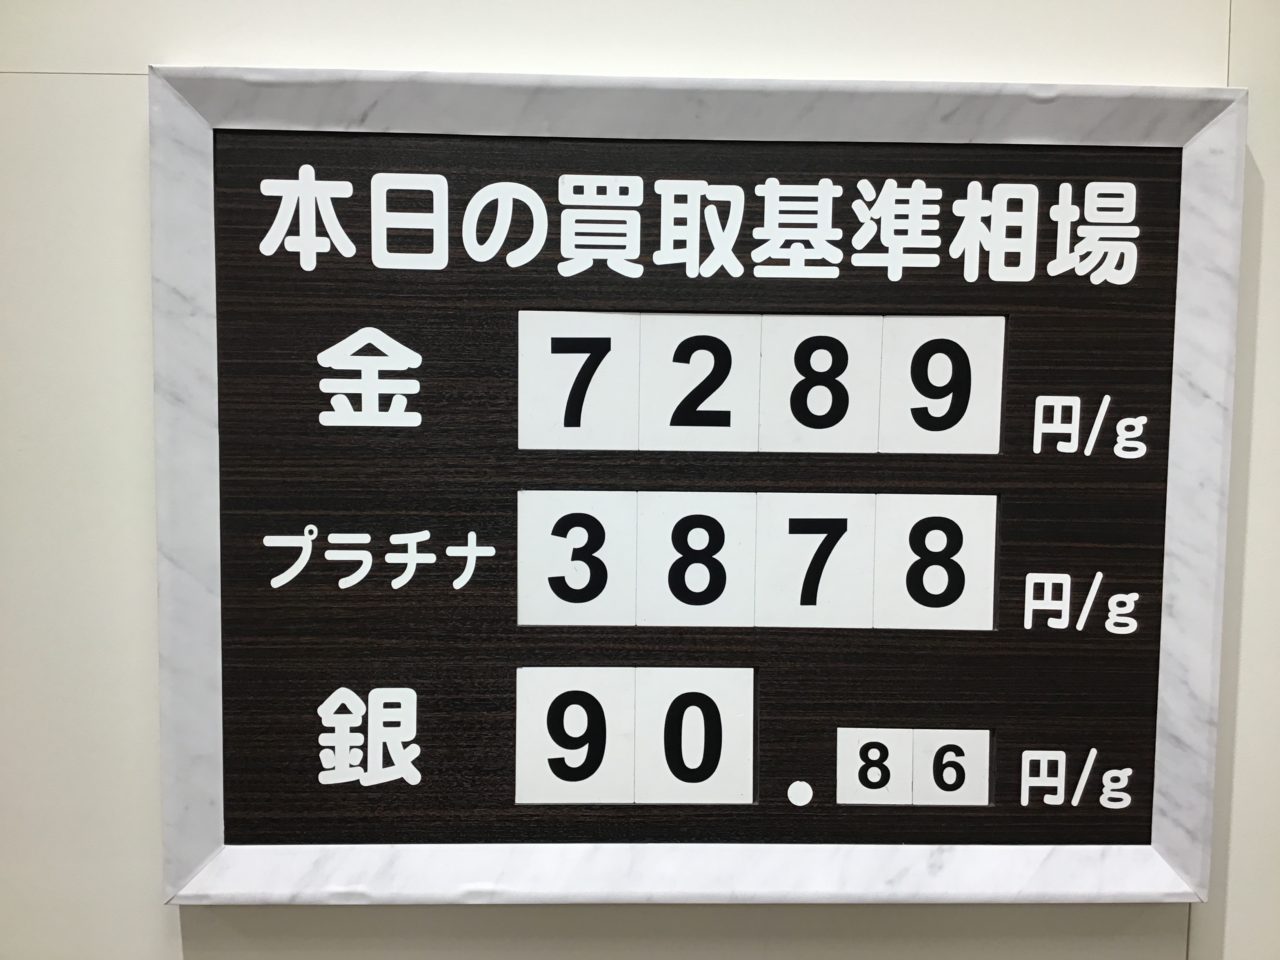 本日の買取基準相場
金 7289 円/g
プラチナ 3878 円/g
銀 90.86 円/g